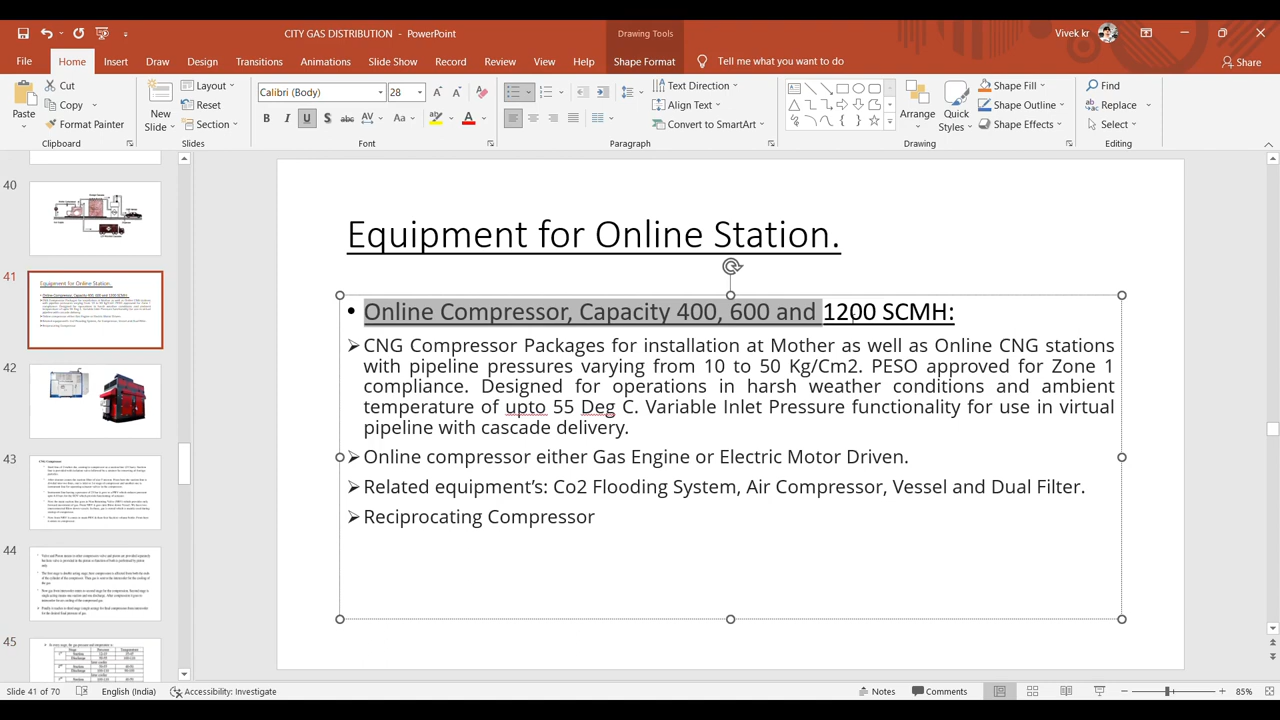 CITY GAS DISTRIBUTION - PowerPoint
Drawing Tools
Vivek kr
File Home Insert Draw Design Transitions Animations Slide Show Record Review View Help Shape Format Tell me what you want to do Share
Paste
Cut
Copy
Format Painter
Clipboard
New Slide
Layout
Reset
Section
Slides
Calibri (Body) 28
B I U S abc AV Aa A
Font
Text Direction
Align Text
Convert to SmartArt
Paragraph
Arrange
Quick Styles
Shape Fill
Shape Outline
Shape Effects
Drawing
Find
Replace
Select
Editing
40
41
42
43
44
45
Equipment for Online Station.
• Online Compressor, Capacity 400, 600 and 1200 SCMH:
➢ CNG Compressor Packages for installation at Mother as well as Online CNG stations
with pipeline pressures varying from 10 to 50 Kg/Cm2. PESO approved for Zone 1
compliance. Designed for operations in harsh weather conditions and ambient
temperature of upto 55 Deg C. Variable Inlet Pressure functionality for use in virtual
pipeline with cascade delivery.
➢ Online compressor either Gas Engine or Electric Motor Driven.
➢ Related equipment's: Co2 Flooding System, Air Compressor, Vessel and Dual Filter.
➢ Reciprocating Compressor
Slide 41 of 70 English (India) Accessibility: Investigate Notes Comments 85%